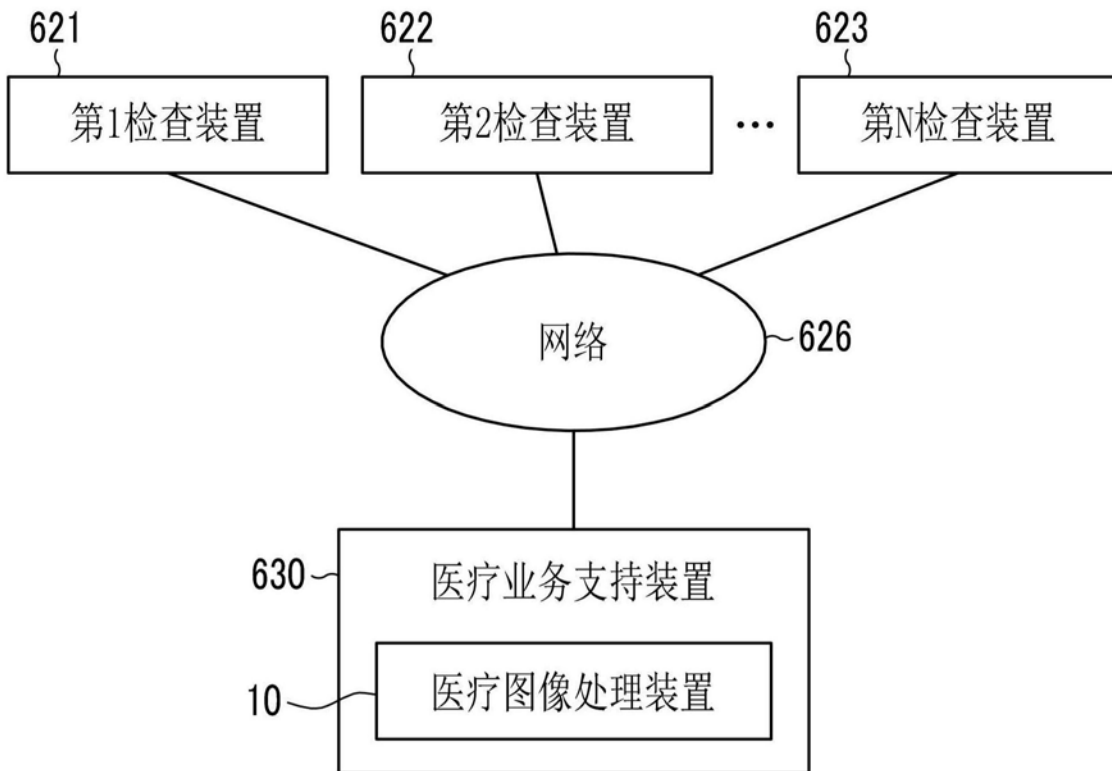 621
622
623
第1检查装置
第2检查装置
…
第N检查装置
网络
626
630
医疗业务支持装置
10
医疗图像处理装置